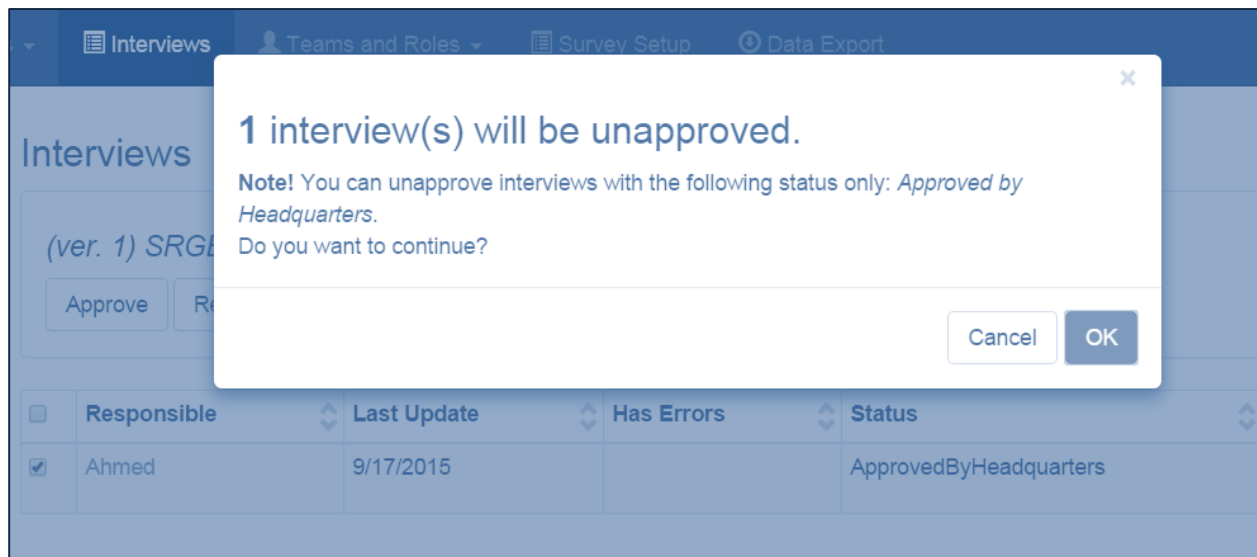 Interviews
Teams and Roles
Survey Setup
Data Export
×
1 interview(s) will be unapproved.
Interviews
Note! You can unapprove interviews with the following status only: Approved by
Headquarters.
(ver. 1)
Do you want to continue?
Approve
Cancel
OK
Responsible
Last Update
Has Errors
Status
Ahmed
9/17/2015
ApprovedByHeadquarters